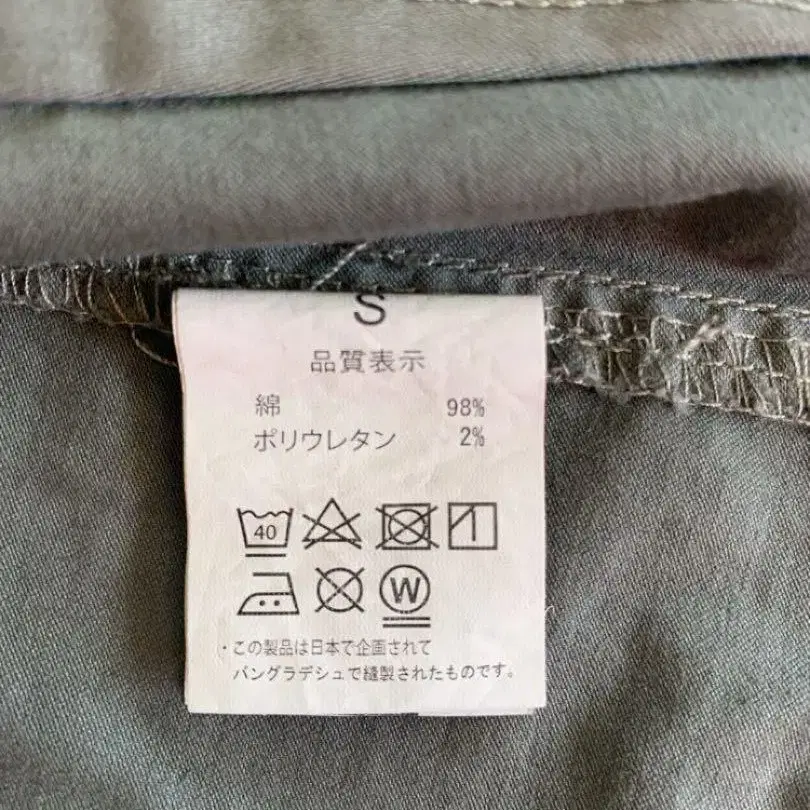 S
品質表示
綿 98%
ポリウレタン 2%
40
W
・この製品は日本で企画されて
バングラデシュで縫製されたものです。